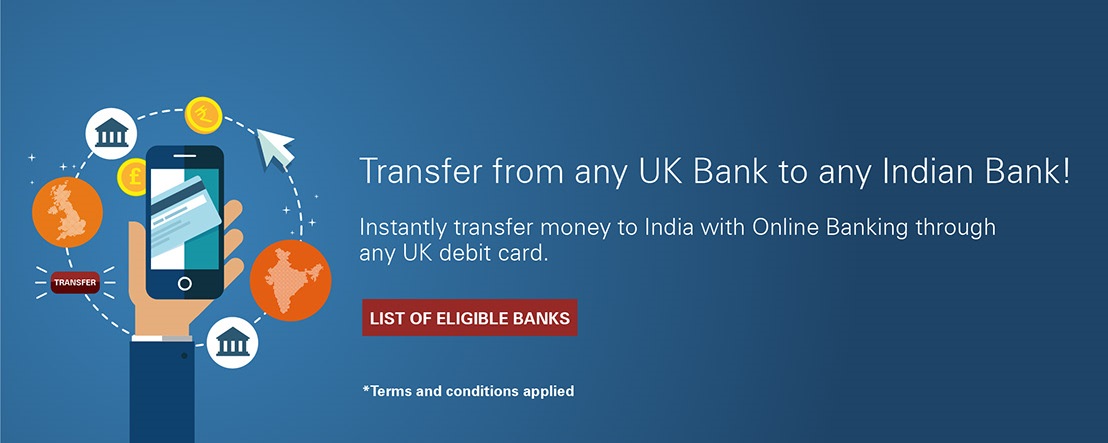 Transfer from any UK Bank to any Indian Bank!
Instantly transfer money to India with Online Banking through
any UK debit card.
TRANSFER
LIST OF ELIGIBLE BANKS
*Terms and conditions applied